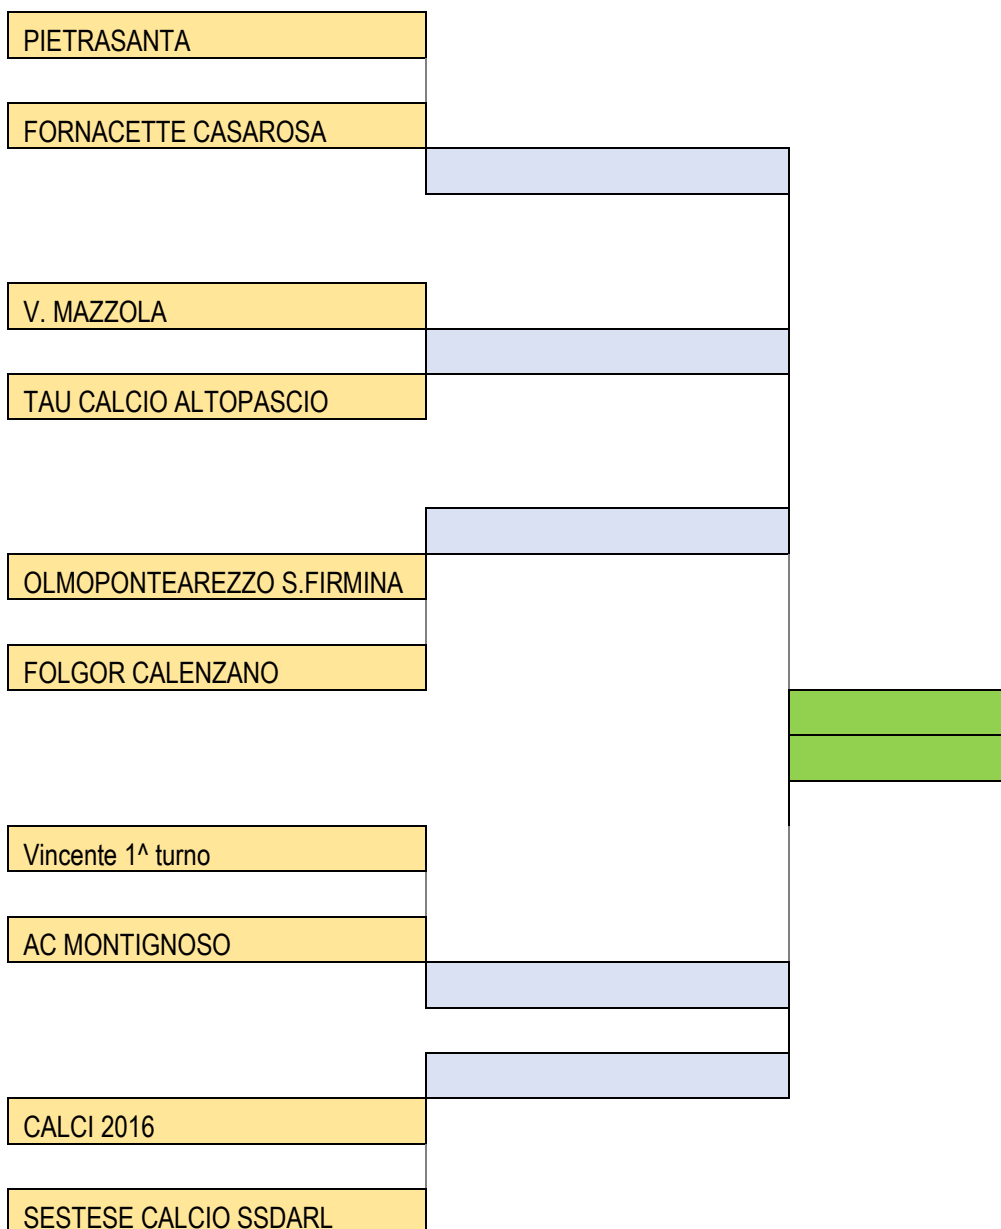 PIETRASANTA
FORNACETTE CASAROSA
V. MAZZOLA
TAU CALCIO ALTOPASCIO
OLMOPONTEAREZZO S.FIRMINA
FOLGOR CALENZANO
Vincente 1^ turno
AC MONTIGNOSO
CALCI 2016
SESTESE CALCIO SSDARL